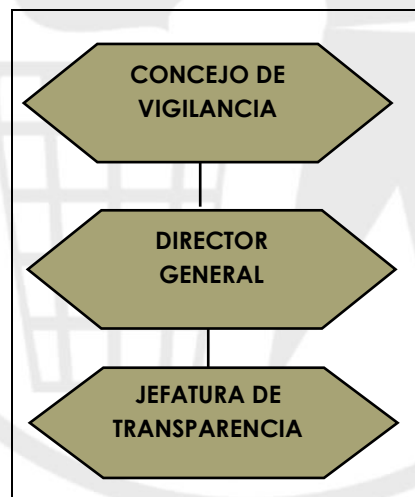 CONCEJO DE
VIGILANCIA
DIRECTOR
GENERAL
JEFATURA DE
TRANSPARENCIA